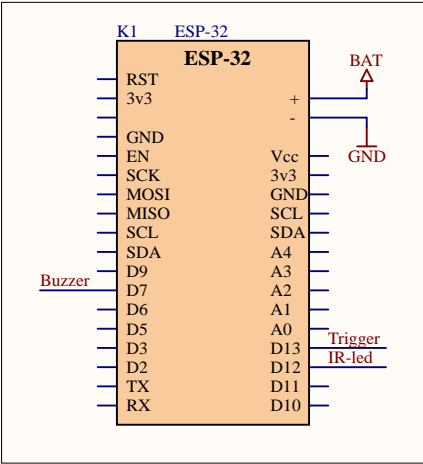 K1 ESP-32
ESP-32
BAT
RST
3v3
+
-
GND
GND
EN
Vcc
SCK
3v3
MOSI
GND
MISO
SCL
SCL
SDA
SDA
A4
D9
A3
Buzzer
D7
A2
D6
A1
D5
A0
D3
D13
Trigger
D2
D12
IR-led
TX
D11
RX
D10